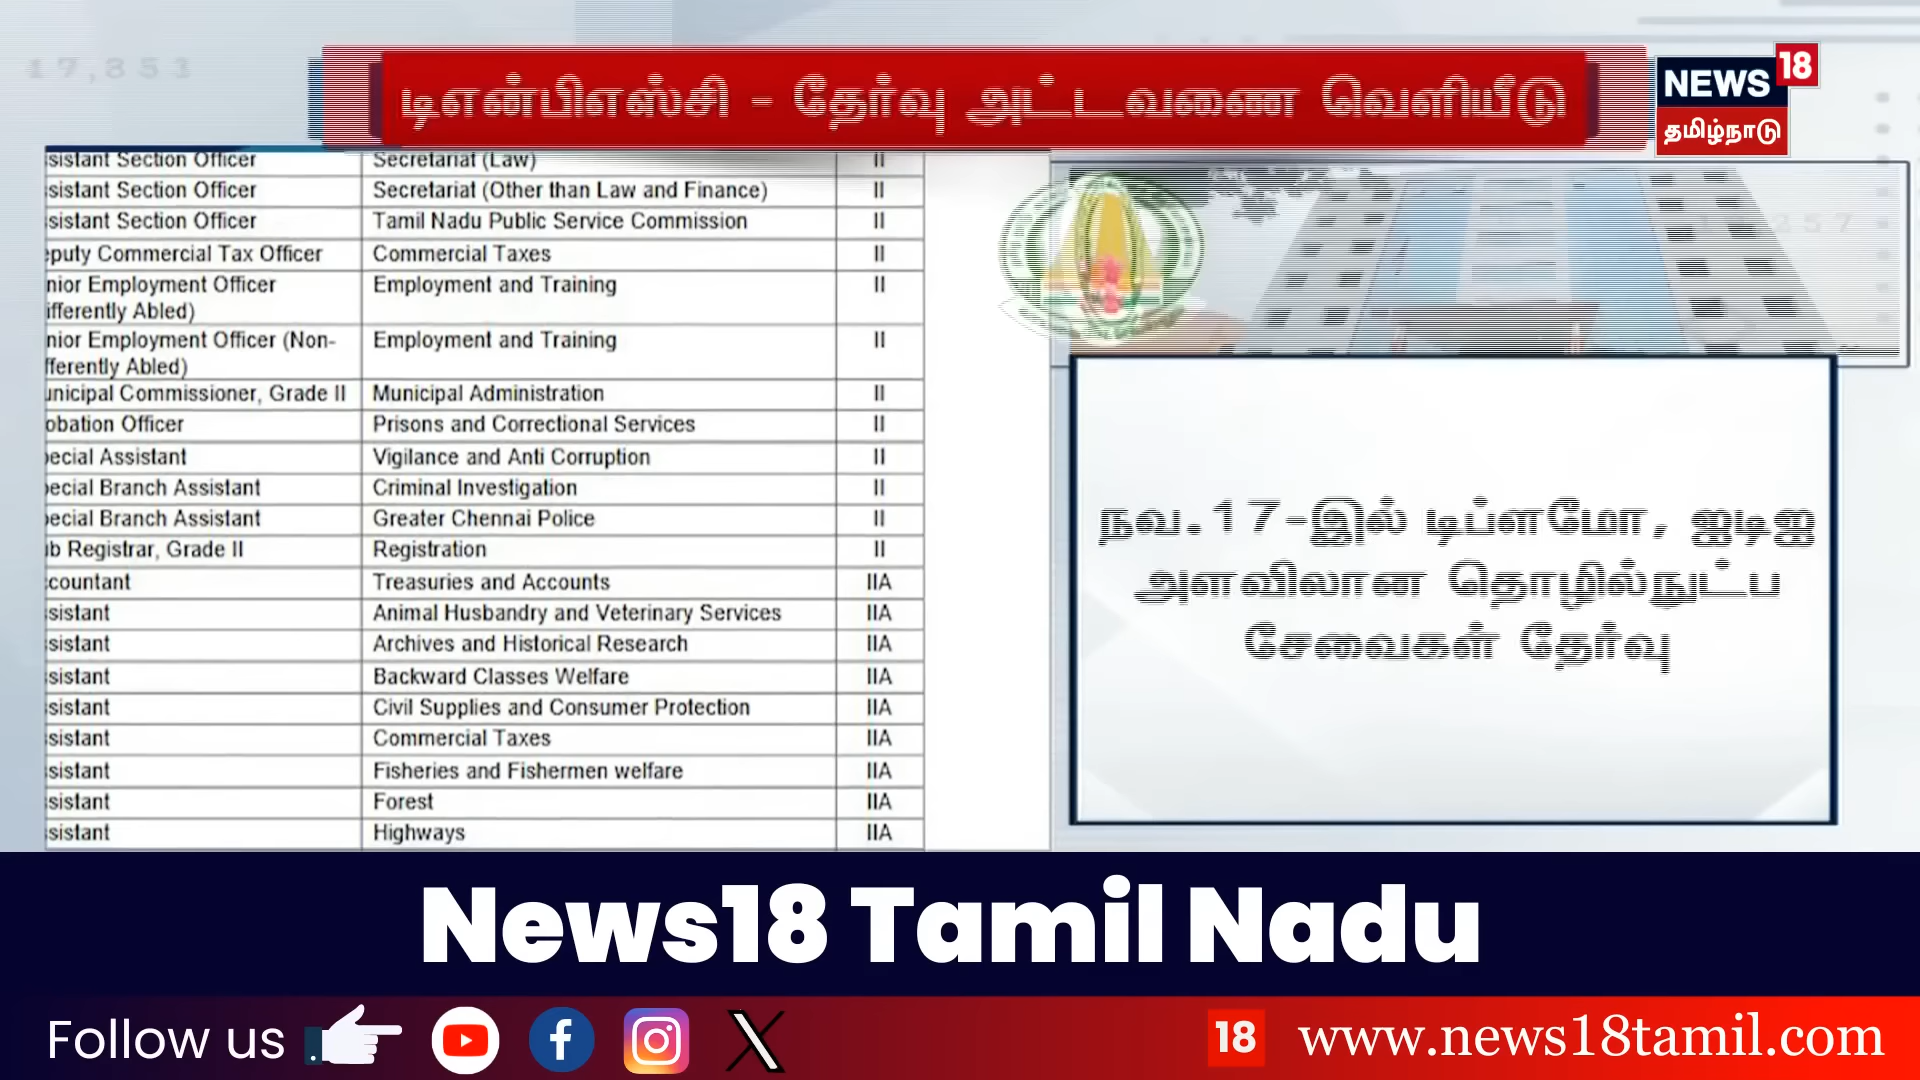 17,351
டிஎன்பிஎஸ்சி - தேர்வு அட்டவணை வெளியீடு
NEWS 18
தமிழ்நாடு
sistant Section Officer Secretariat (Law) II
sistant Section Officer Secretariat (Other than Law and Finance) II
sistant Section Officer Tamil Nadu Public Service Commission II
eputy Commercial Tax Officer Commercial Taxes II
nior Employment Officer Employment and Training II
ifferently Abled)
nior Employment Officer (Non- Employment and Training II
fferently Abled)
unicipal Commissioner, Grade II Municipal Administration II
obation Officer Prisons and Correctional Services II
pecial Assistant Vigilance and Anti Corruption II
pecial Branch Assistant Criminal Investigation II
pecial Branch Assistant Greater Chennai Police II
ub Registrar, Grade II Registration II
ccountant Treasuries and Accounts IIA
sistant Animal Husbandry and Veterinary Services IIA
sistant Archives and Historical Research IIA
sistant Backward Classes Welfare IIA
sistant Civil Supplies and Consumer Protection IIA
sistant Commercial Taxes IIA
sistant Fisheries and Fishermen welfare IIA
sistant Forest IIA
sistant Highways IIA
நவ.17-இல் டிப்ளமோ, ஐடிஐ
அளவிலான தொழில்நுட்ப
சேவைகள் தேர்வு
News18 Tamil Nadu
Follow us
18 www.news18tamil.com